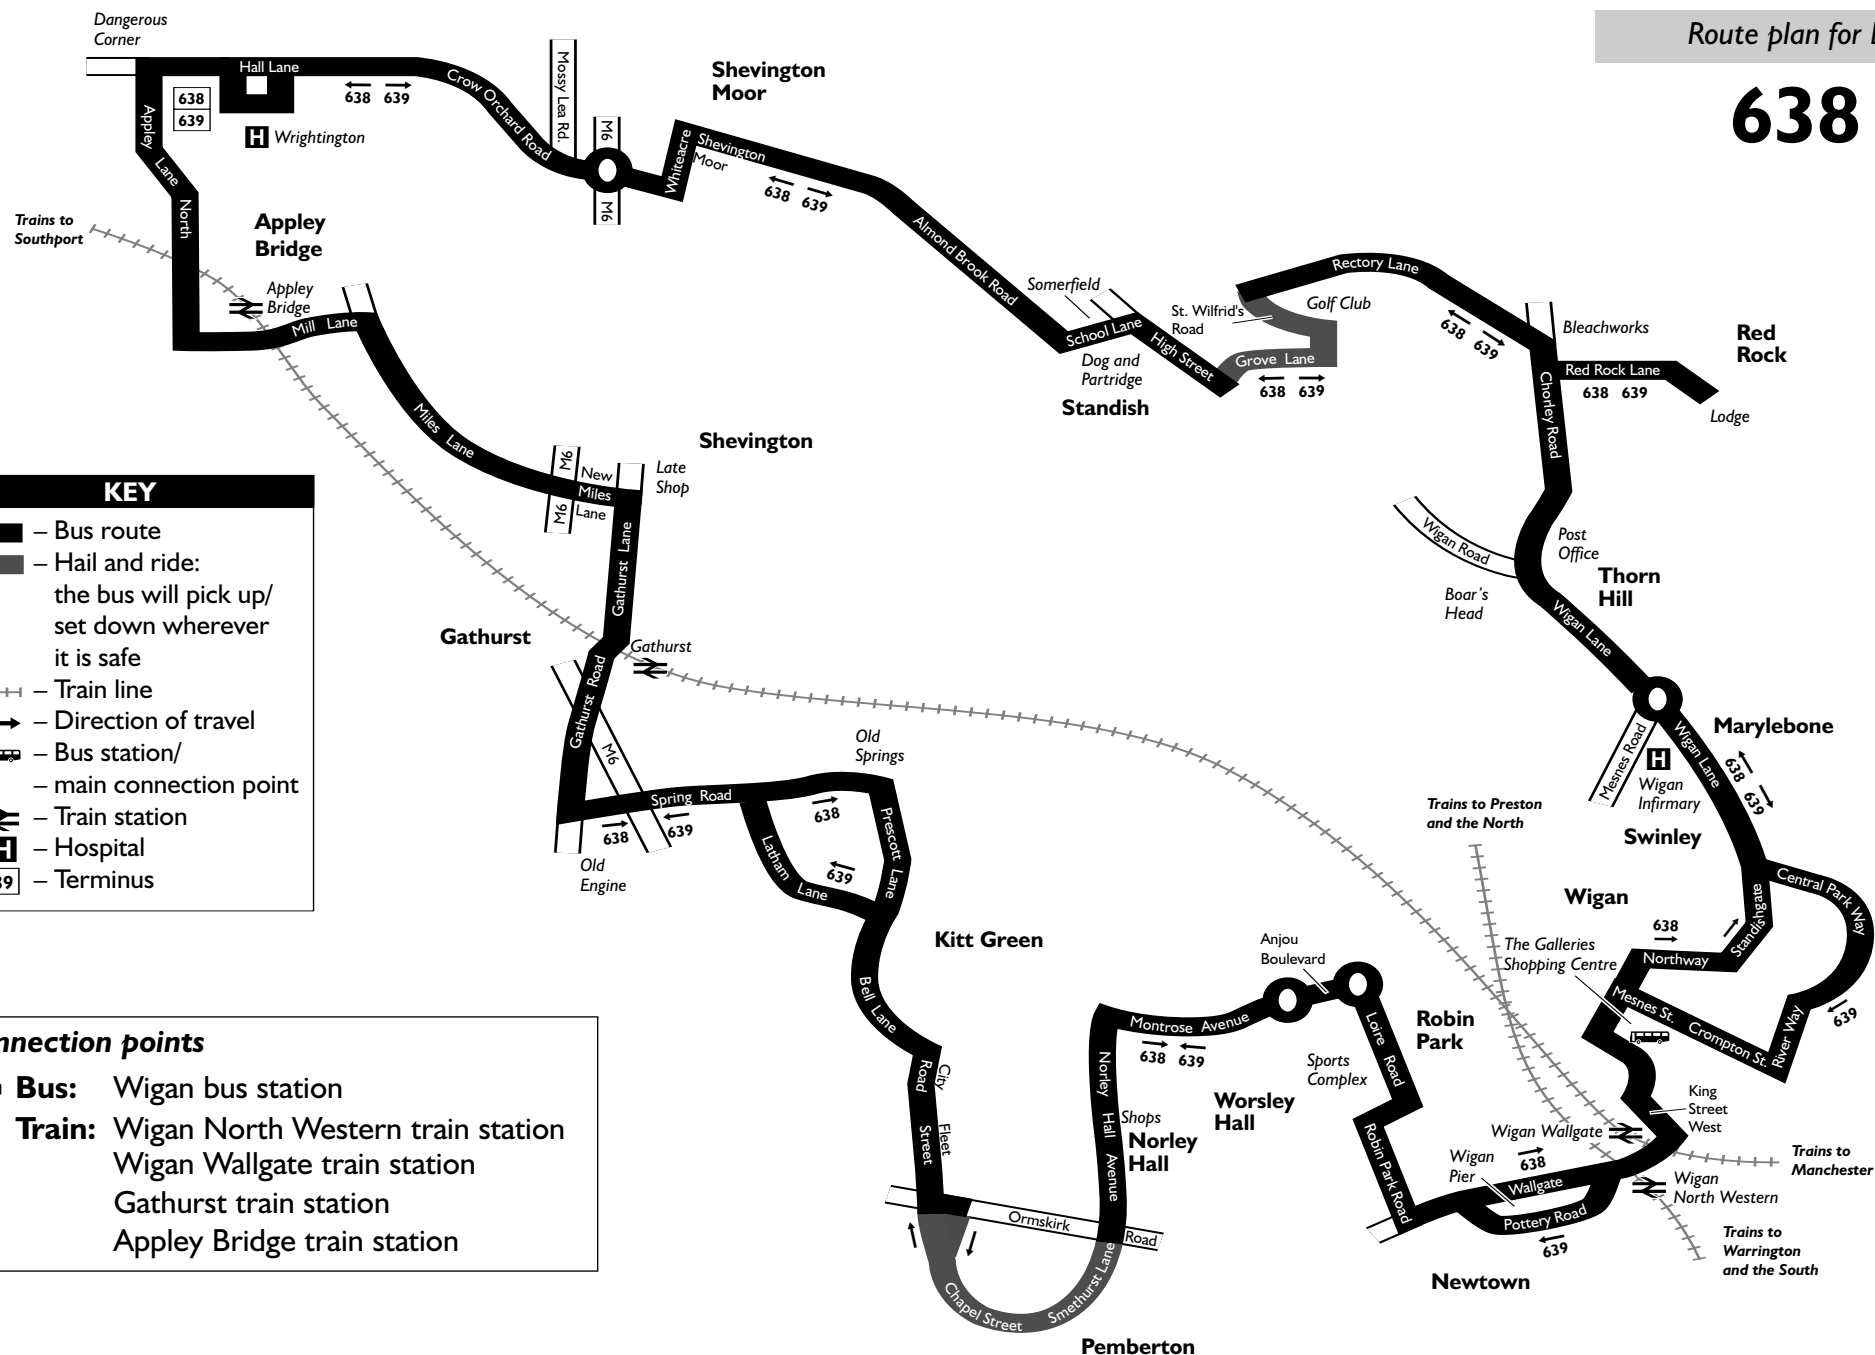 Route plan for
638
Dangerous
Corner
Hall Lane
638
639
H Wrightington
638 639
Crow Orchard Road
Mossy Lea Rd.
M6
M6
Shevington
Moor
Whiteacre
Shevington
Moor
638 639
Almond Brook Road
Somerfield
School Lane
Dog and
Partridge
High Street
Standish
St. Wilfrid's
Road
Golf Club
Grove Lane
638 639
Rectory Lane
638 639
Bleachworks
Red
Rock
Red Rock Lane
638 639
Lodge
Chorley Road
Appley
Lane
North
Trains to
Southport
Appley
Bridge
Appley
Bridge
Mill Lane
Miles Lane
Shevington
M6
M6
New
Miles
Lane
Late
Shop
Gathurst Lane
Gathurst
Gathurst
Gathurst Road
M6
Wigan Road
Post
Office
Thorn
Hill
Boar's
Head
Wigan Lane
Marylebone
Mesnes Road
H
Wigan
Infirmary
Wigan Lane
638
639
Swinley
KEY
– Bus route
– Hail and ride:
the bus will pick up/
set down wherever
it is safe
– Train line
– Direction of travel
– Bus station/
– main connection point
– Train station
H – Hospital
– Terminus
Old
Springs
Spring Road
638
639
638
Old
Engine
Latham
Lane
639
Prescott Lane
Kitt Green
Bell Lane
City
Road
Fleet
Street
Ormskirk
Road
Chapel Street
Smethurst Lane
Pemberton
Norley Hall Avenue
Shops
Norley
Hall
Montrose Avenue
638 639
Worsley
Hall
Anjou
Boulevard
Loire Road
Robin
Park
Sports
Complex
Robin Park Road
Newtown
Wigan
Pier
638
Wallgate
Pottery Road
639
Wigan Wallgate
Wigan
North Western
King
Street
West
Trains to
Manchester
Trains to
Warrington
and the South
Trains to Preston
and the North
Wigan
The Galleries
Shopping Centre
638
Northway
Standishgate
Central Park Way
639
River Way
Mesnes St.
Crompton St.
nnection points
Bus: Wigan bus station
Train: Wigan North Western train station
Wigan Wallgate train station
Gathurst train station
Appley Bridge train station